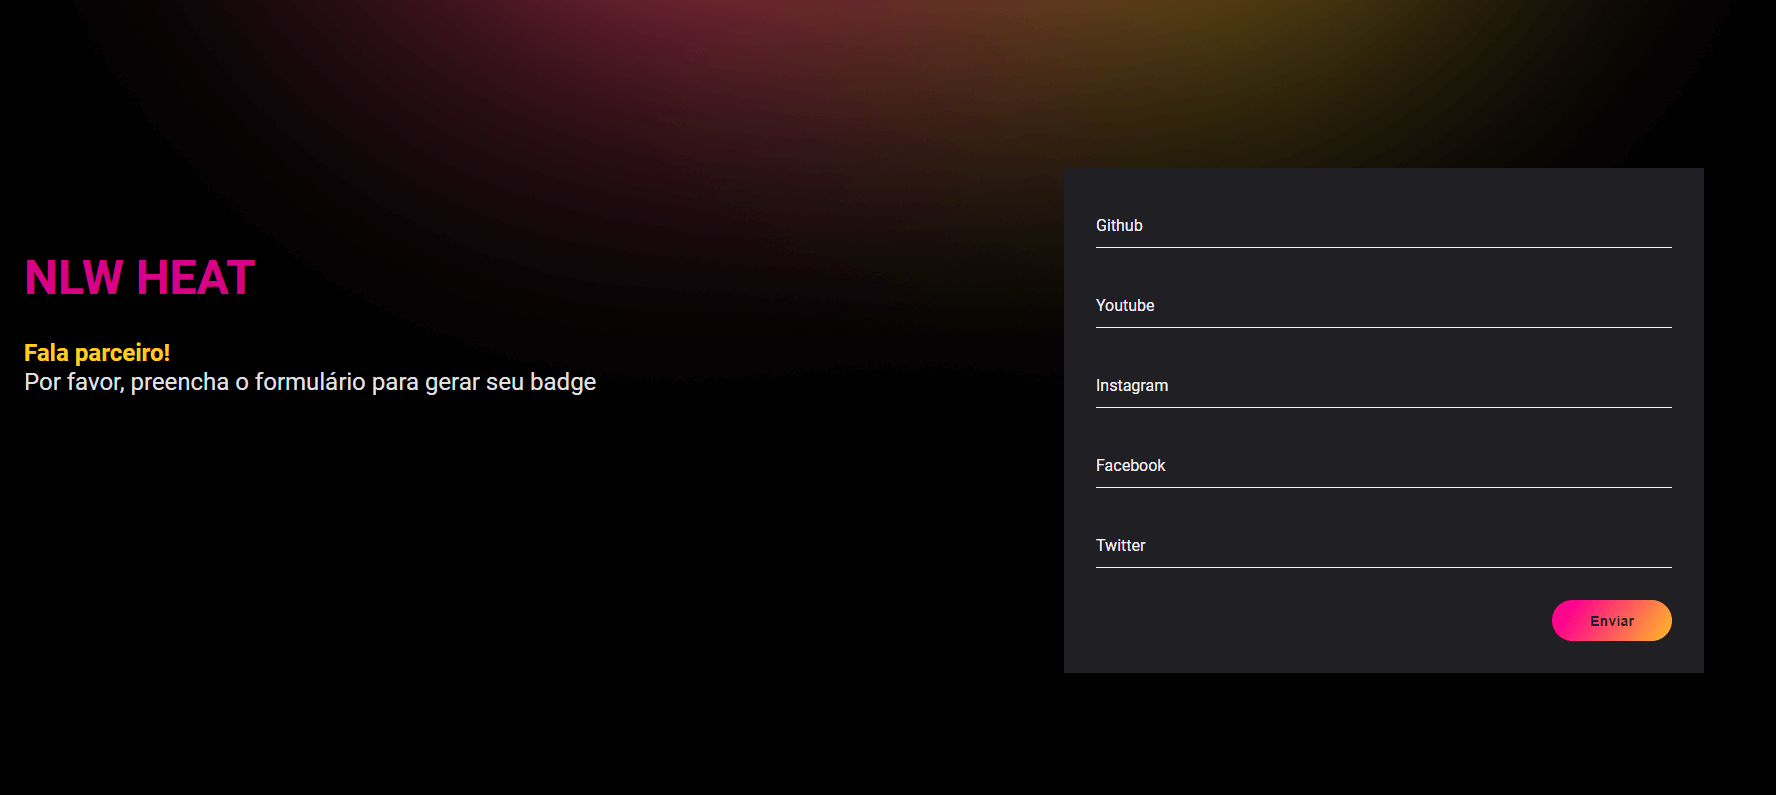 NLW HEAT
Fala parceiro!
Por favor, preencha o formulário para gerar seu badge
Github
Youtube
Instagram
Facebook
Twitter
Enviar